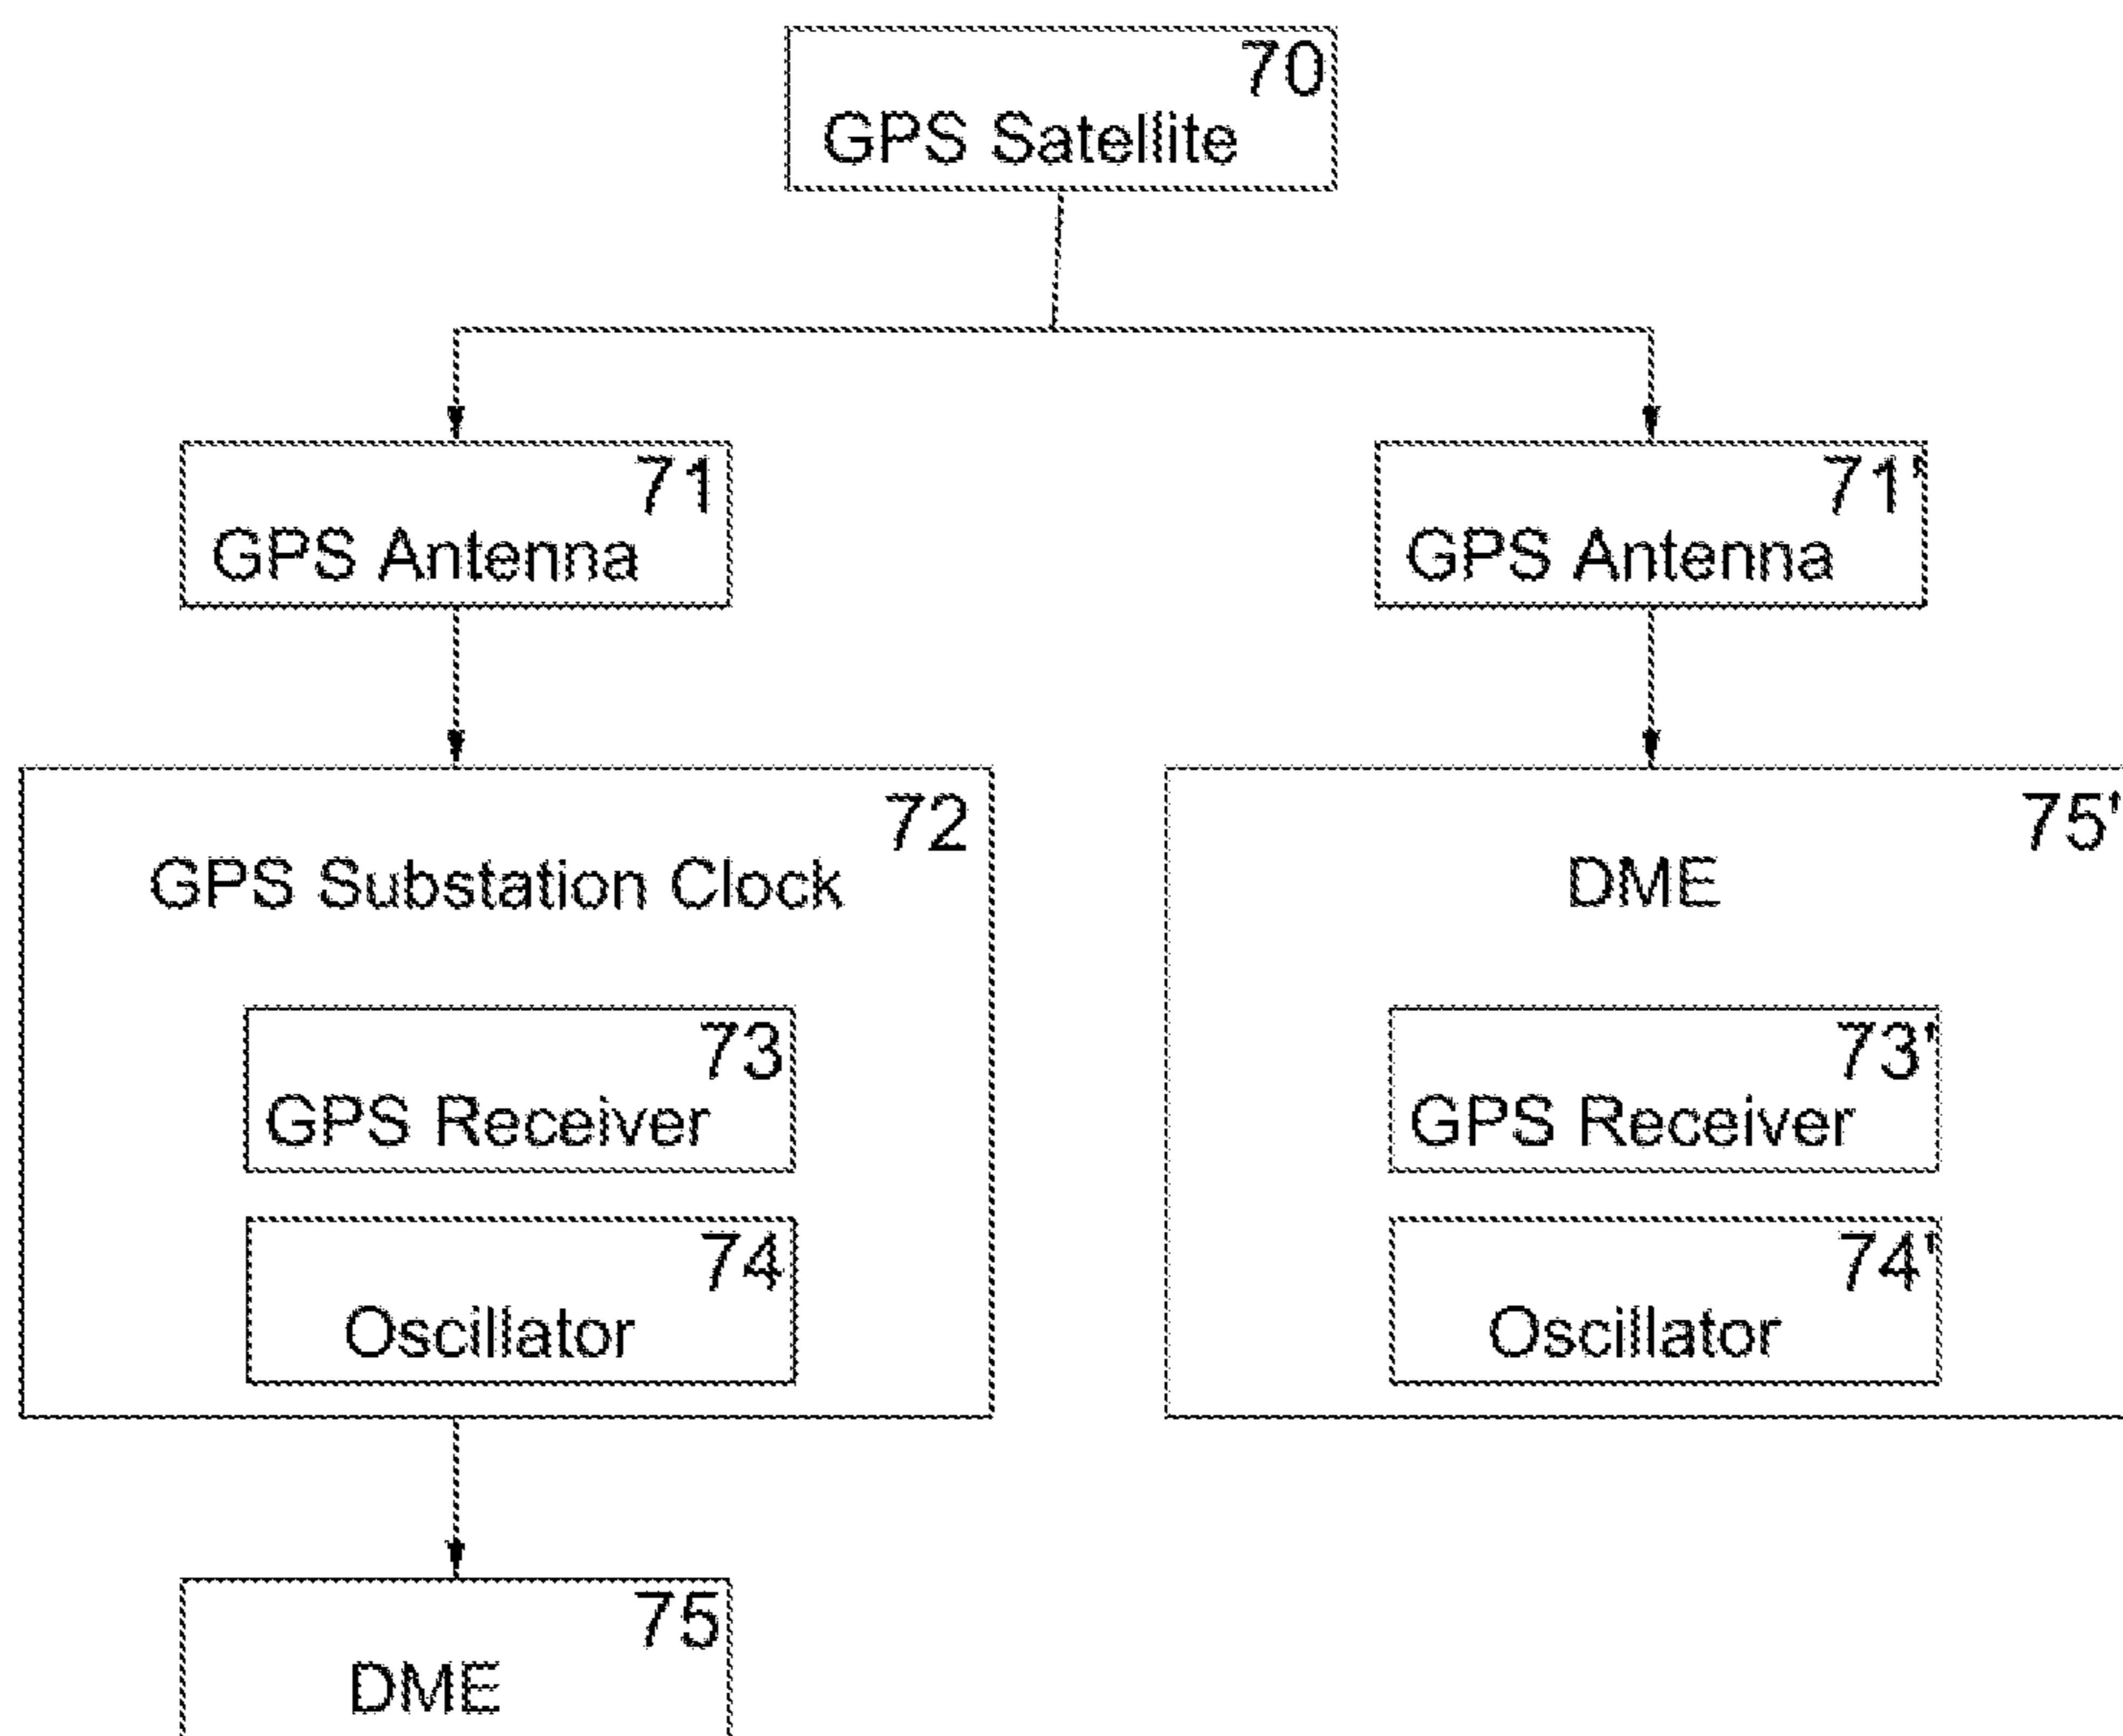 70
GPS Satellite
71
GPS Antenna
71'
GPS Antenna
72
GPS Substation Clock
73
GPS Receiver
74
Oscillator
75'
DME
73'
GPS Receiver
74'
Oscillator
75
DME